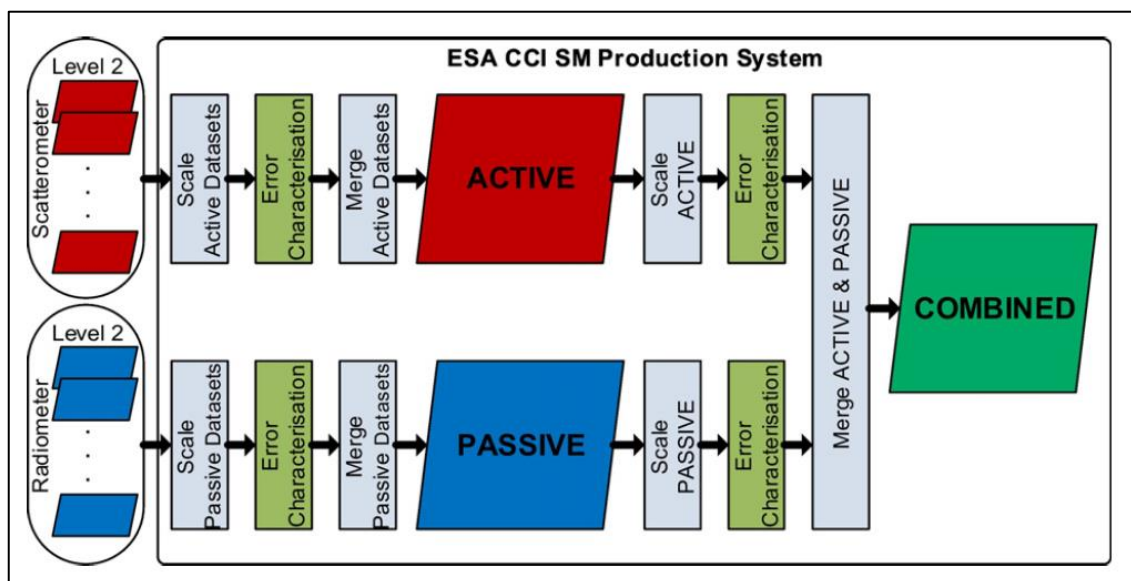 ESA CCI SM Production System
Level 2
Scatterometer
Scale
Active Datasets
Error
Characterisation
Merge
Active Datasets
ACTIVE
Scale
ACTIVE
Error
Characterisation
Level 2
Radiometer
Scale
Passive Datasets
Error
Characterisation
Merge
Passive Datasets
PASSIVE
Scale
PASSIVE
Error
Characterisation
Merge ACTIVE & PASSIVE
COMBINED